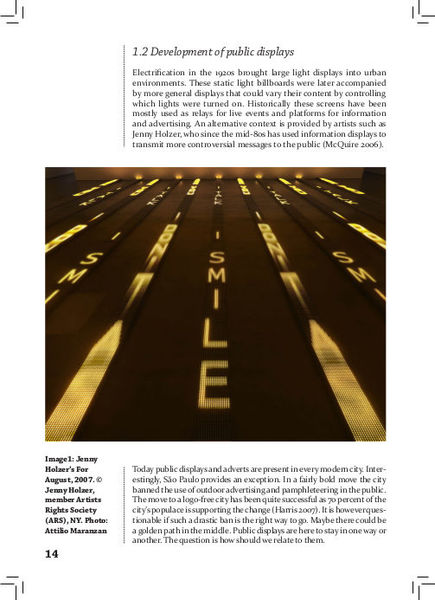 1.2 Development of public displays
Electrification in the 1920s brought large light displays into urban
environments. These static light billboards were later accompanied
by more general displays that could vary their content by controlling
which lights were turned on. Historically these screens have been
mostly used as relays for live events and platforms for information
and advertising. An alternative context is provided by artists such as
Jenny Holzer, who since the mid-80s has used information displays to
transmit more controversial messages to the public (McQuire 2006).
I
SMILE
DON'T
DON'T
I SM
I SM
Image1: Jenny
Holzer's For
August, 2007. ©
Jenny Holzer,
member Artists
Rights Society
(ARS), NY. Photo:
Attilio Maranzan
Today public displays and adverts are present in every modern city. Inter-
estingly, São Paulo provides an exception. In a fairly bold move the city
banned the use of outdoor advertising and pamphleteering in the public.
The move to a logo-free city has been quite successful as 70 percent of the
city's populace is supporting the change (Harris 2007). It is however ques-
tionable if such a drastic ban is the right way to go. Maybe there could be
a golden path in the middle. Public displays are here to stay in one way or
another. The question is how should we relate to them.
14